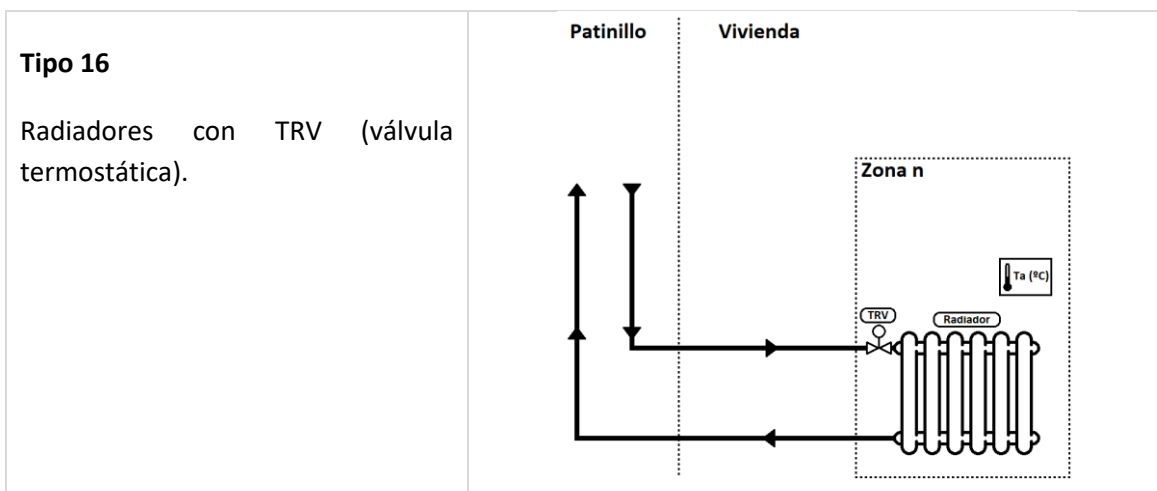 Tipo 16
Radiadores con TRV (válvula
termostática).
Patinillo
Vivienda
Zona n
Ta (ºC)
TRV
Radiador